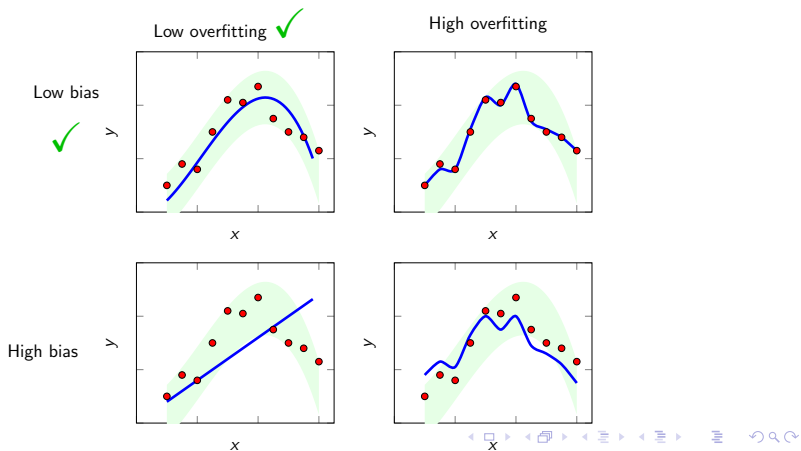 Low overfitting
High overfitting
Low bias
y
x
y
x
High bias
y
x
y
x